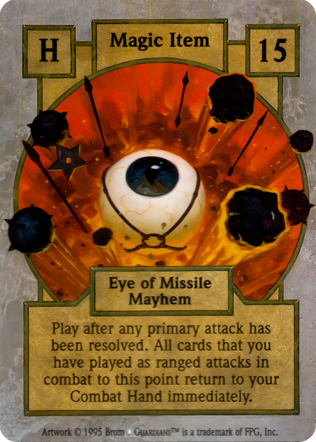 H
Magic Item
15
Eye of Missile
Mayhem
Play after any primary attack has
been resolved. All cards that you
have played as ranged attacks in
combat to this point return to your
Combat Hand immediately.
Artwork © 1995 Brom Guardians™ is a trademark of FPG, Inc.